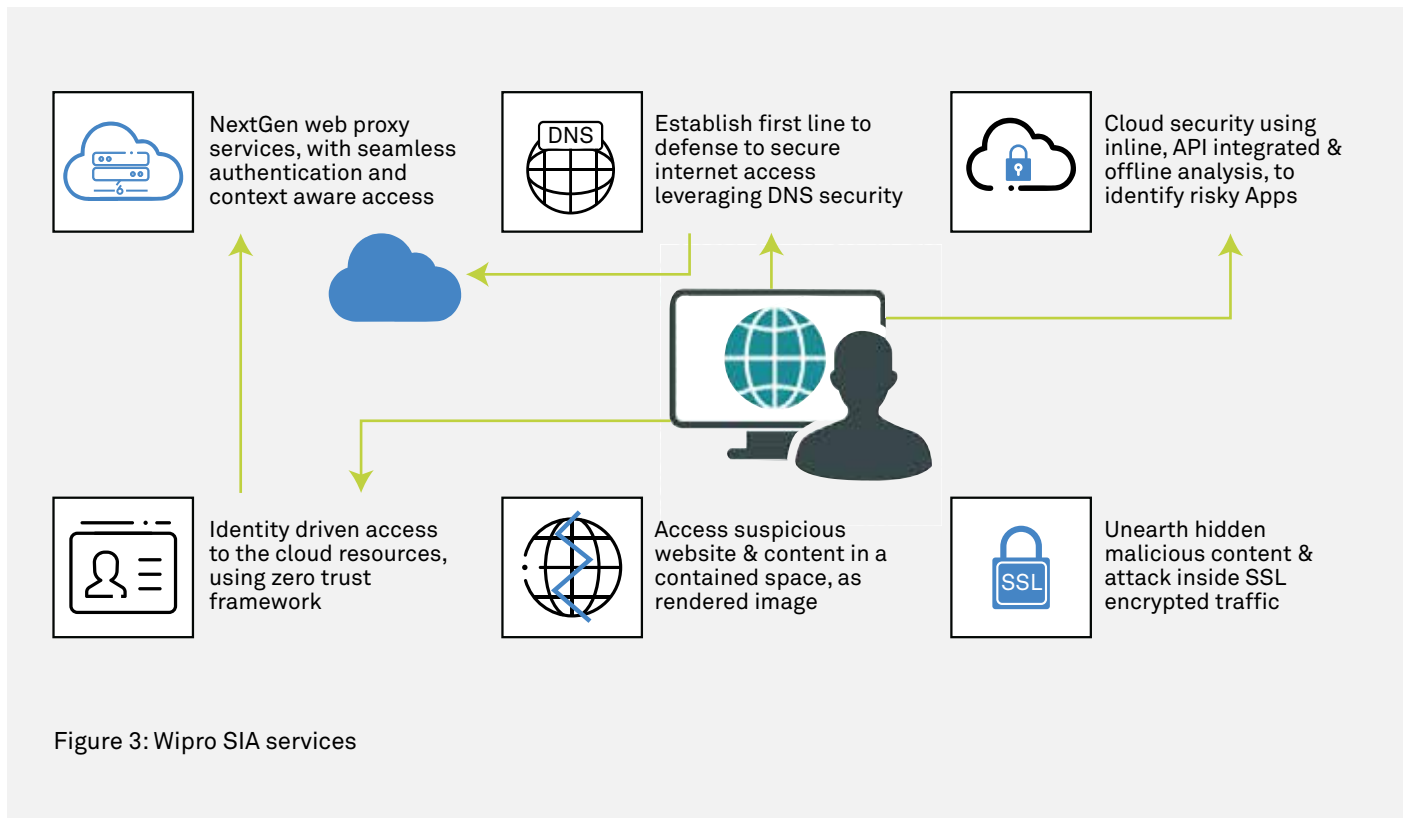 NextGen web proxy
services, with seamless
authentication and
context aware access
DNS
Establish first line to
defense to secure
internet access
leveraging DNS security
Cloud security using
inline, API integrated &
offline analysis, to
identify risky Apps
Identity driven access
to the cloud resources,
using zero trust
framework
Access suspicious
website & content in a
contained space, as
rendered image
SSL
Unearth hidden
malicious content &
attack inside SSL
encrypted traffic
Figure 3: Wipro SIA services